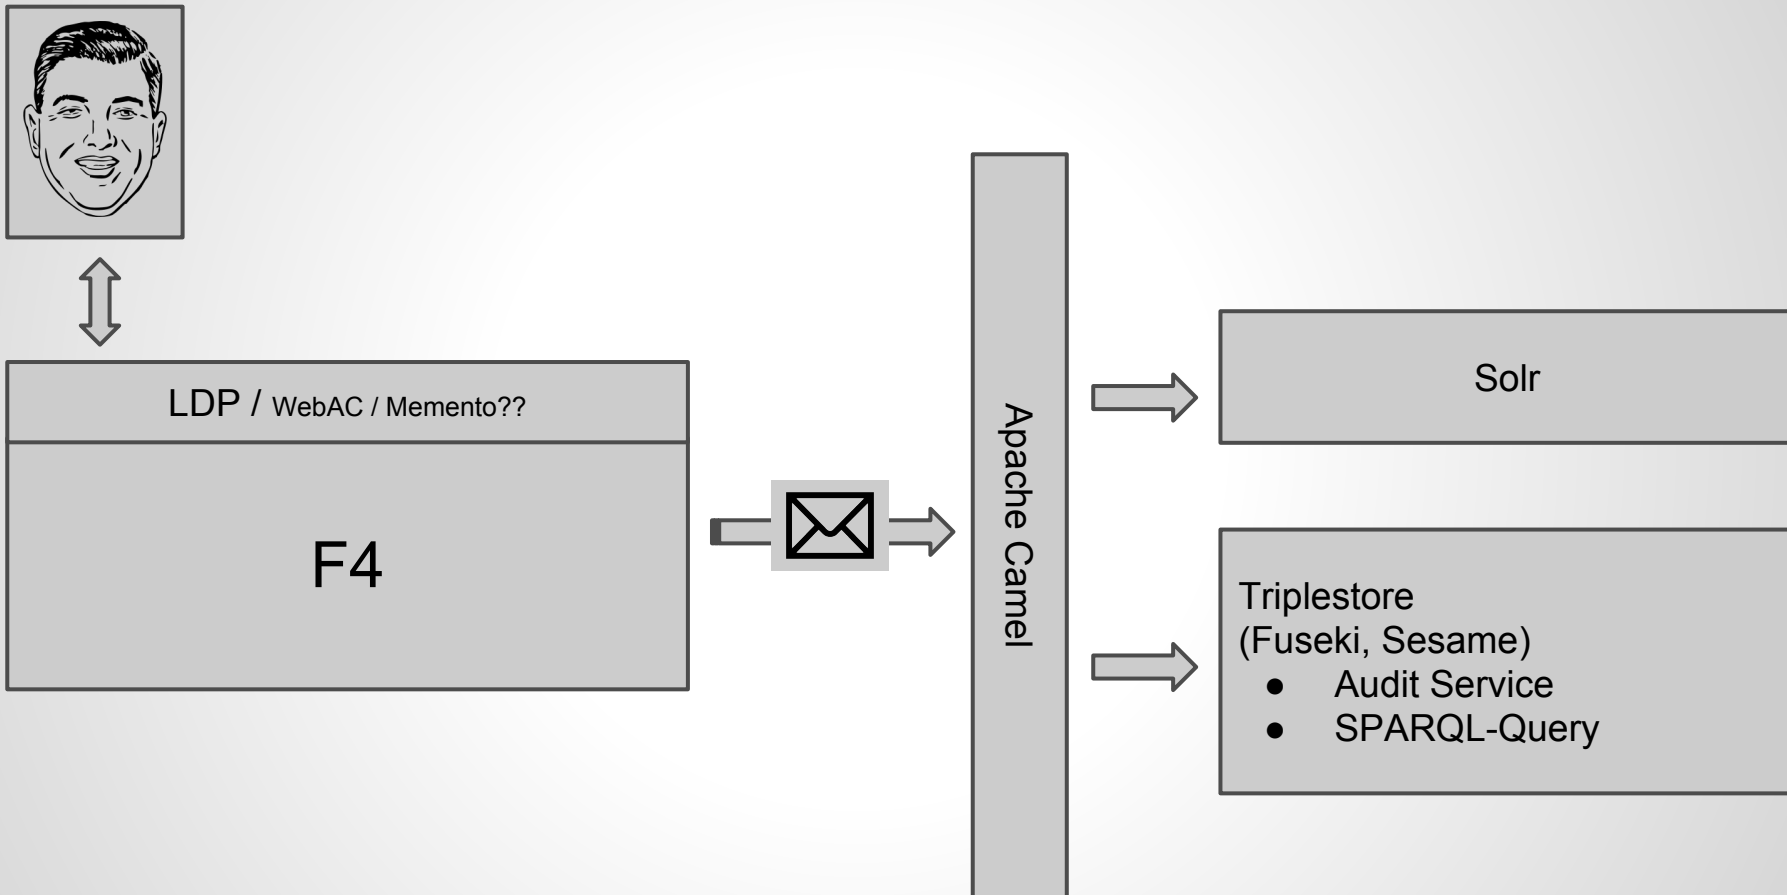 LDP / WebAC / Memento??
F4
Apache Camel
Solr
Triplestore
(Fuseki, Sesame)
● Audit Service
● SPARQL-Query